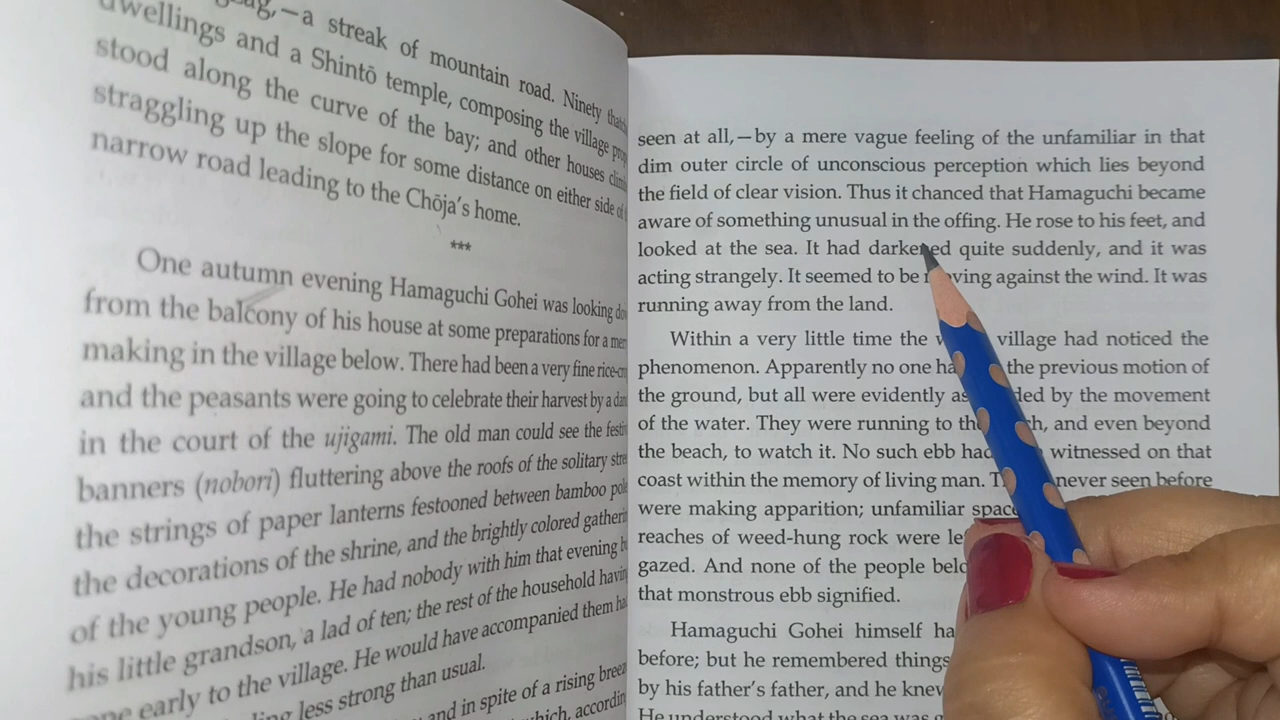 —a streak of mountain road. Ninety
dwellings and a Shintō temple, composing the village
stood along the curve of the bay; and other houses
straggling up the slope for some distance on either side of
narrow road leading to the Chōja's home.
***
One autumn evening Hamaguchi Gohei was looking
from the balcony of his house at some preparations for a
making in the village below. There had been a very fine
and the peasants were going to celebrate their harvest by a
in the court of the ujigami. The old man could see the
banners (nobori) fluttering above the roofs of the solitary
the strings of paper lanterns festooned between bamboo
the decorations of the shrine, and the brightly colored
of the young people. He had nobody with him that evening
his little grandson, a lad of ten; the rest of the household
early to the village. He would have accompanied them
less strong than usual.
and in spite of a rising
which,
seen at all,—by a mere vague feeling of the unfamiliar in that
dim outer circle of unconscious perception which lies beyond
the field of clear vision. Thus it chanced that Hamaguchi became
aware of something unusual in the offing. He rose to his feet, and
looked at the sea. It had darkened quite suddenly, and it was
acting strangely. It seemed to be moving against the wind. It was
running away from the land.
Within a very little time the village had noticed the
phenomenon. Apparently no one the previous motion of
the ground, but all were evidently by the movement
of the water. They were running to and even beyond
the beach, to watch it. No such ebb witnessed on that
coast within the memory of living man. never seen before
were making apparition; unfamiliar
reaches of weed-hung rock were
gazed. And none of the people
that monstrous ebb signified.
Hamaguchi Gohei himself
before; but he remembered things
by his father's father, and he
He understood what the sea was